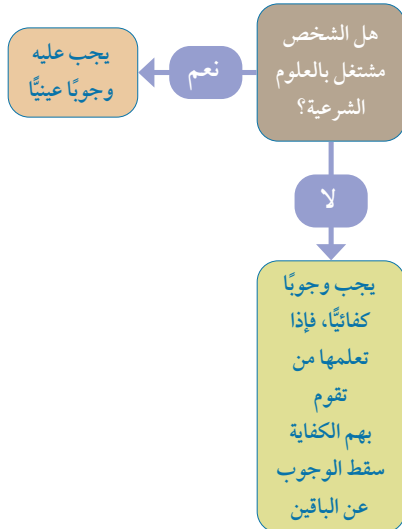 هل الشخص
مشتغل بالعلوم
الشرعية؟
نعم
يجب عليه
وجوبًا عينيًّا
لا
يجب وجوبًا
كفائيًّا، فإذا
تعلمها من
تقوم
بهم الكفاية
سقط الوجوب
عن الباقين